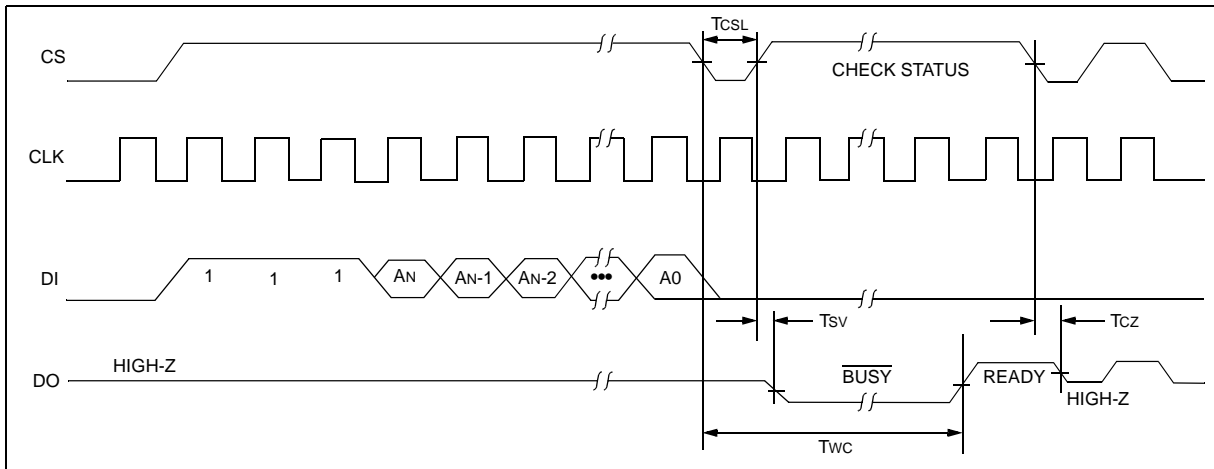 TCSL
CS
CHECK STATUS
CLK
DI
1 1 1 AN AN-1 AN-2 ••• A0
TSV
TCZ
HIGH-Z
DO
BUSY
READY
HIGH-Z
TWC